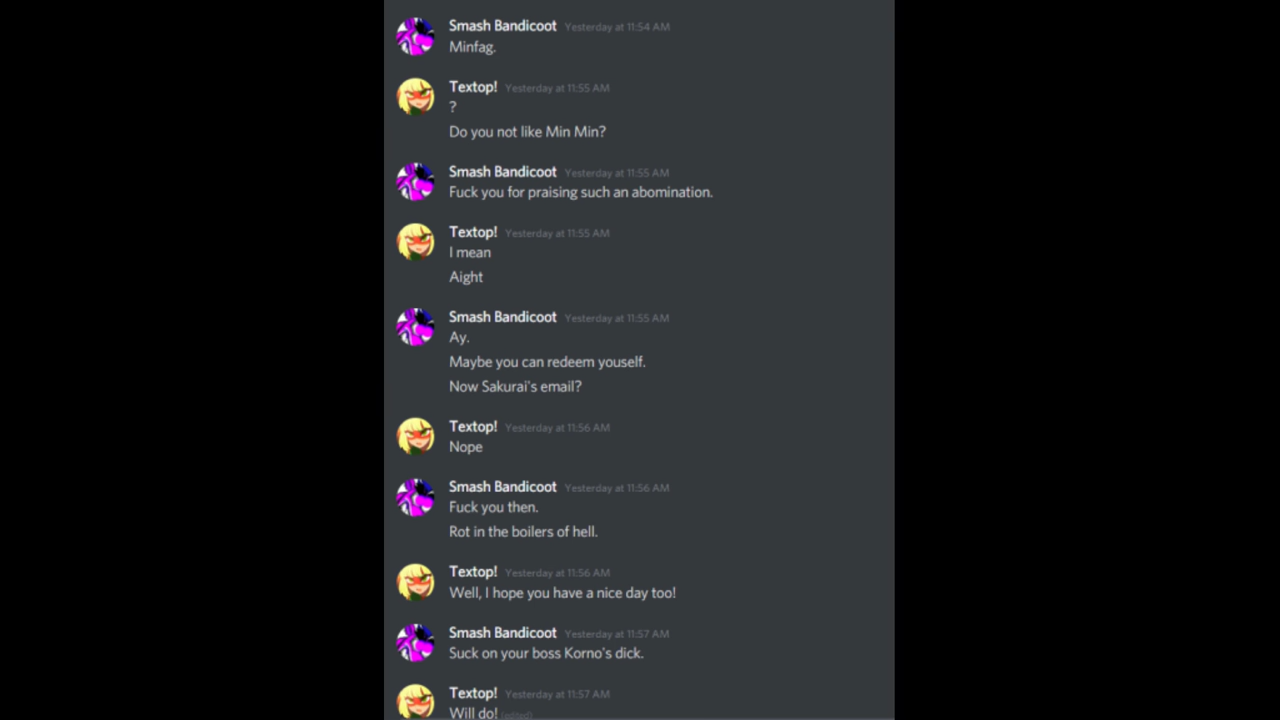 Smash Bandicoot Yesterday at 11:54 AM
Minfag.
Textop! Yesterday at 11:55 AM
?
Do you not like Min Min?
Smash Bandicoot Yesterday at 11:55 AM
Fuck you for praising such an abomination.
Textop! Yesterday at 11:55 AM
I mean
Aight
Smash Bandicoot Yesterday at 11:55 AM
Ay.
Maybe you can redeem youself.
Now Sakurai's email?
Textop! Yesterday at 11:56 AM
Nope
Smash Bandicoot Yesterday at 11:56 AM
Fuck you then.
Rot in the boilers of hell.
Textop! Yesterday at 11:56 AM
Well, I hope you have a nice day too!
Smash Bandicoot Yesterday at 11:57 AM
Suck on your boss Korno's dick.
Textop! Yesterday at 11:57 AM
Will do! (edited)